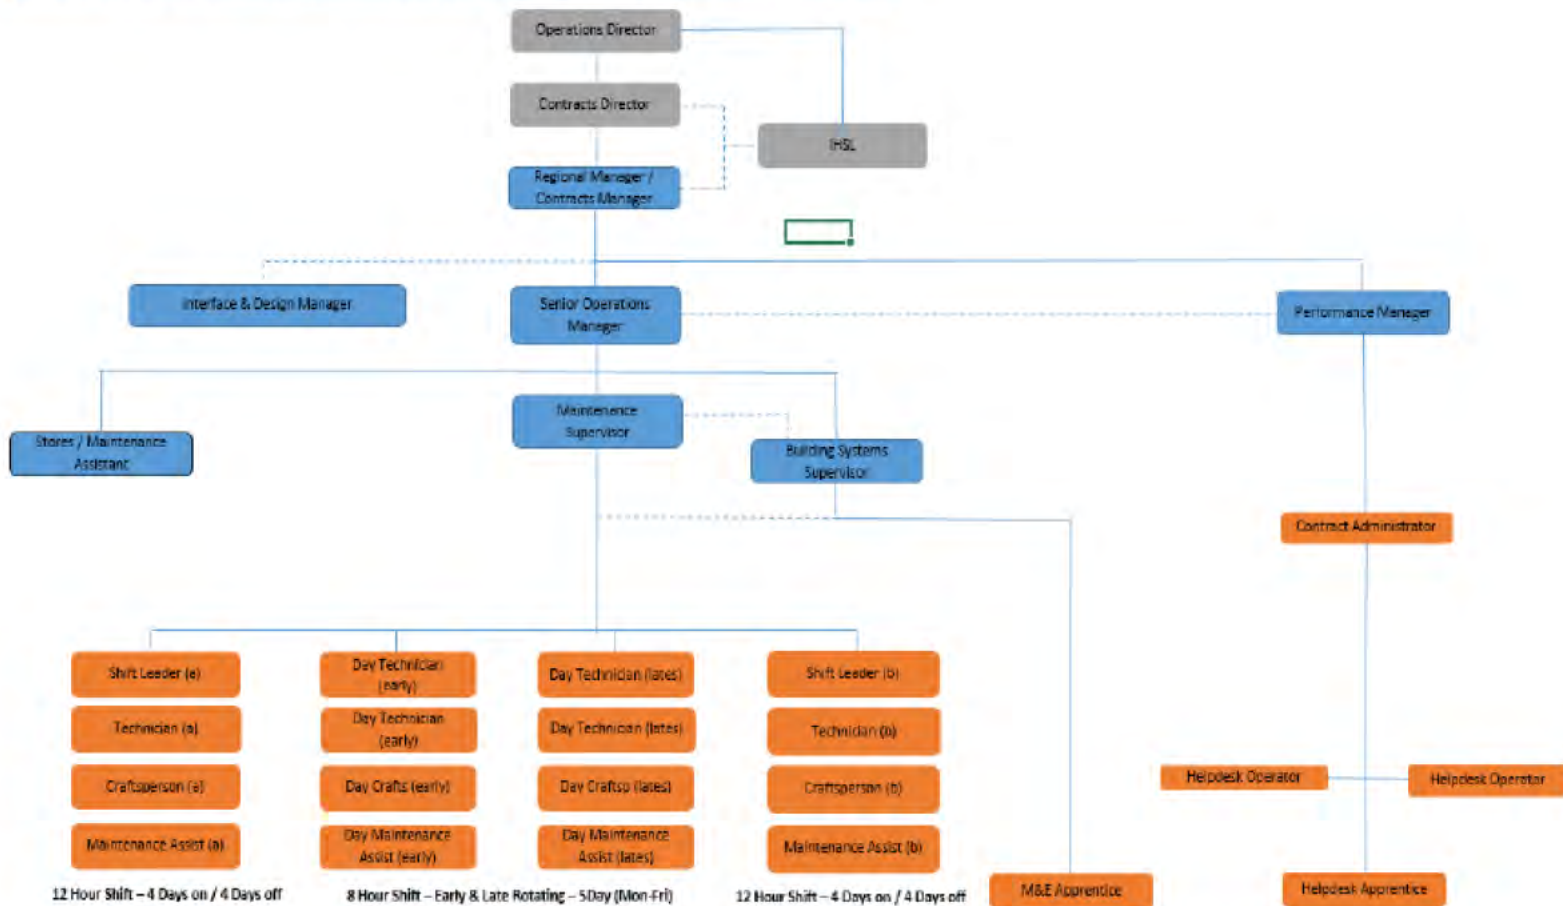 Operations Director
Contracts Director
IHSL
Regional Manager /
Contracts Manager
Interface & Design Manager
Senior Operations
Manager
Performance Manager
Maintenance
Supervisor
Stores / Maintenance
Assistant
Building Systems
Supervisor
Contract Administrator
Shift Leader (a)
Day Technician
(early)
Day Technician (lates)
Shift Leader (b)
Technician (a)
Day Technician
(early)
Day Technician (lates)
Technician (b)
Helpdesk Operator
Helpdesk Operator
Craftsperson (a)
Day Crafts (early)
Day Craftsp (lates)
Craftsperson (b)
Maintenance Assist (a)
Day Maintenance
Assist (early)
Day Maintenance
Assist (lates)
Maintenance Assist (b)
M&E Apprentice
Helpdesk Apprentice
12 Hour Shift – 4 Days on / 4 Days off
8 Hour Shift – Early & Late Rotating – 5Day (Mon-Fri)
12 Hour Shift – 4 Days on / 4 Days off